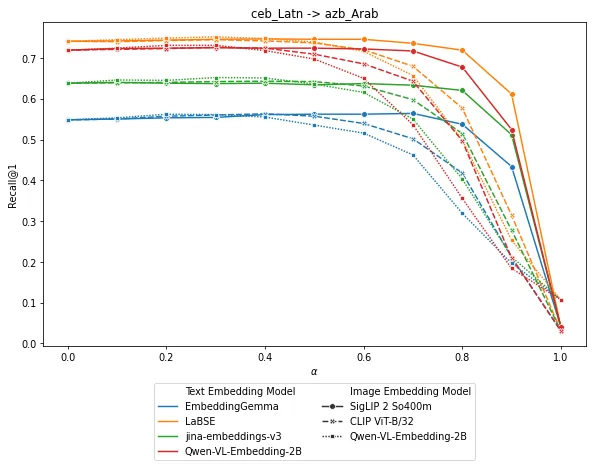 ceb_Latn -> azb_Arab
Recall@1
0.7
0.6
0.5
0.4
0.3
0.2
0.1
0.0
0.0 0.2 0.4 0.6 0.8 1.0
α
Text Embedding Model
EmbeddingGemma
LaBSE
jina-embeddings-v3
Qwen-VL-Embedding-2B
Image Embedding Model
SigLIP 2 So400m
CLIP ViT-B/32
Qwen-VL-Embedding-2B